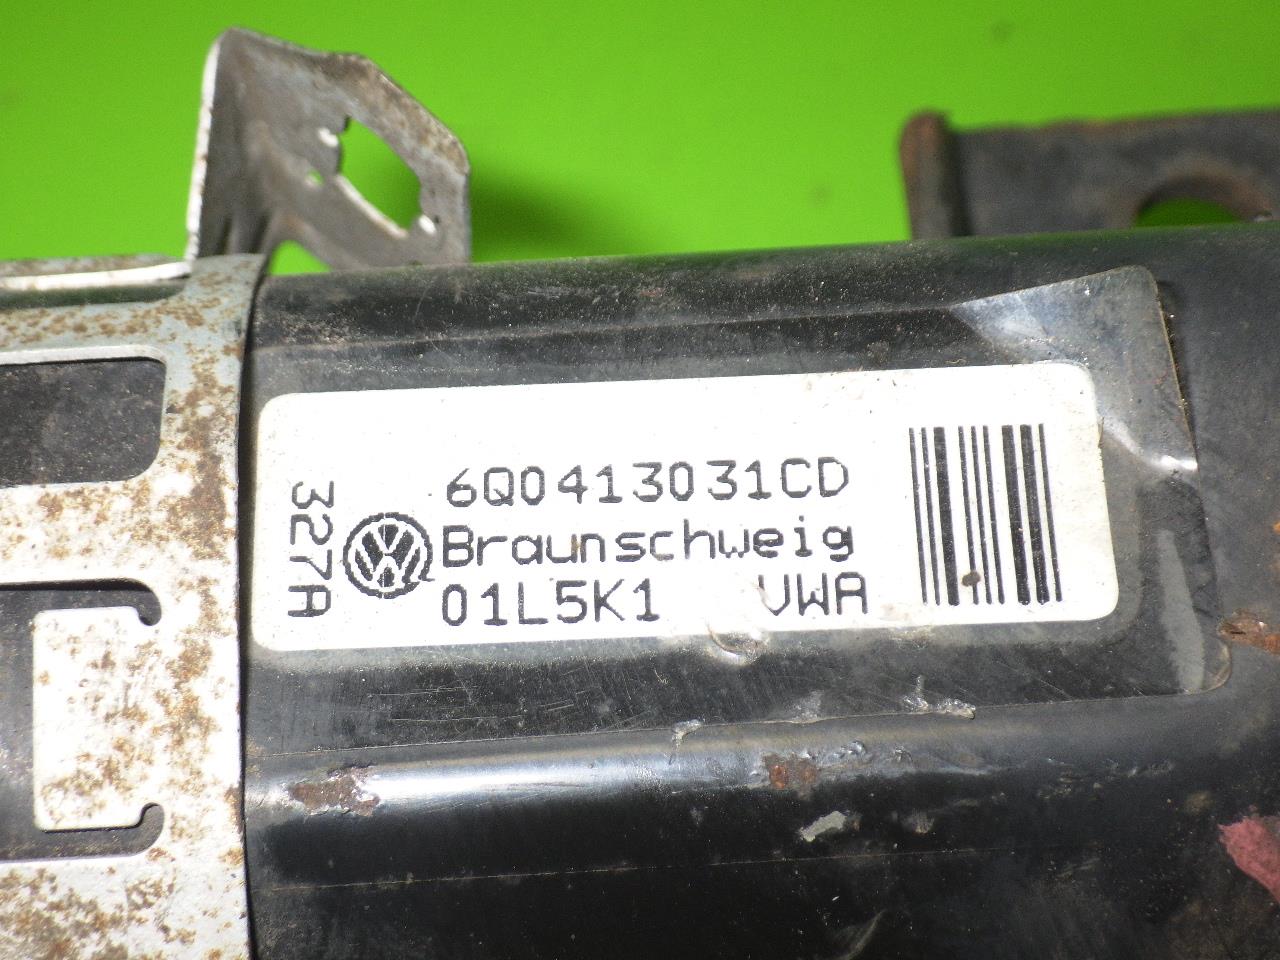 327A
6Q0413031CD
Braunschweig
01L5K1 VWA